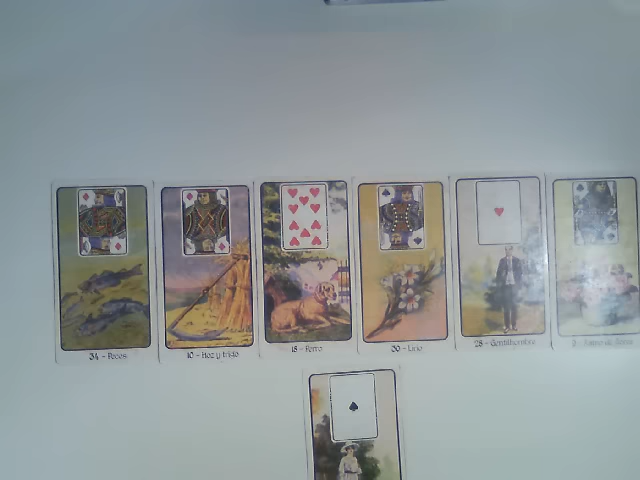 34 - Peces
10 - Hoz y trigo
18 - Perro
30 - Lirio
28 - Gentilhombre